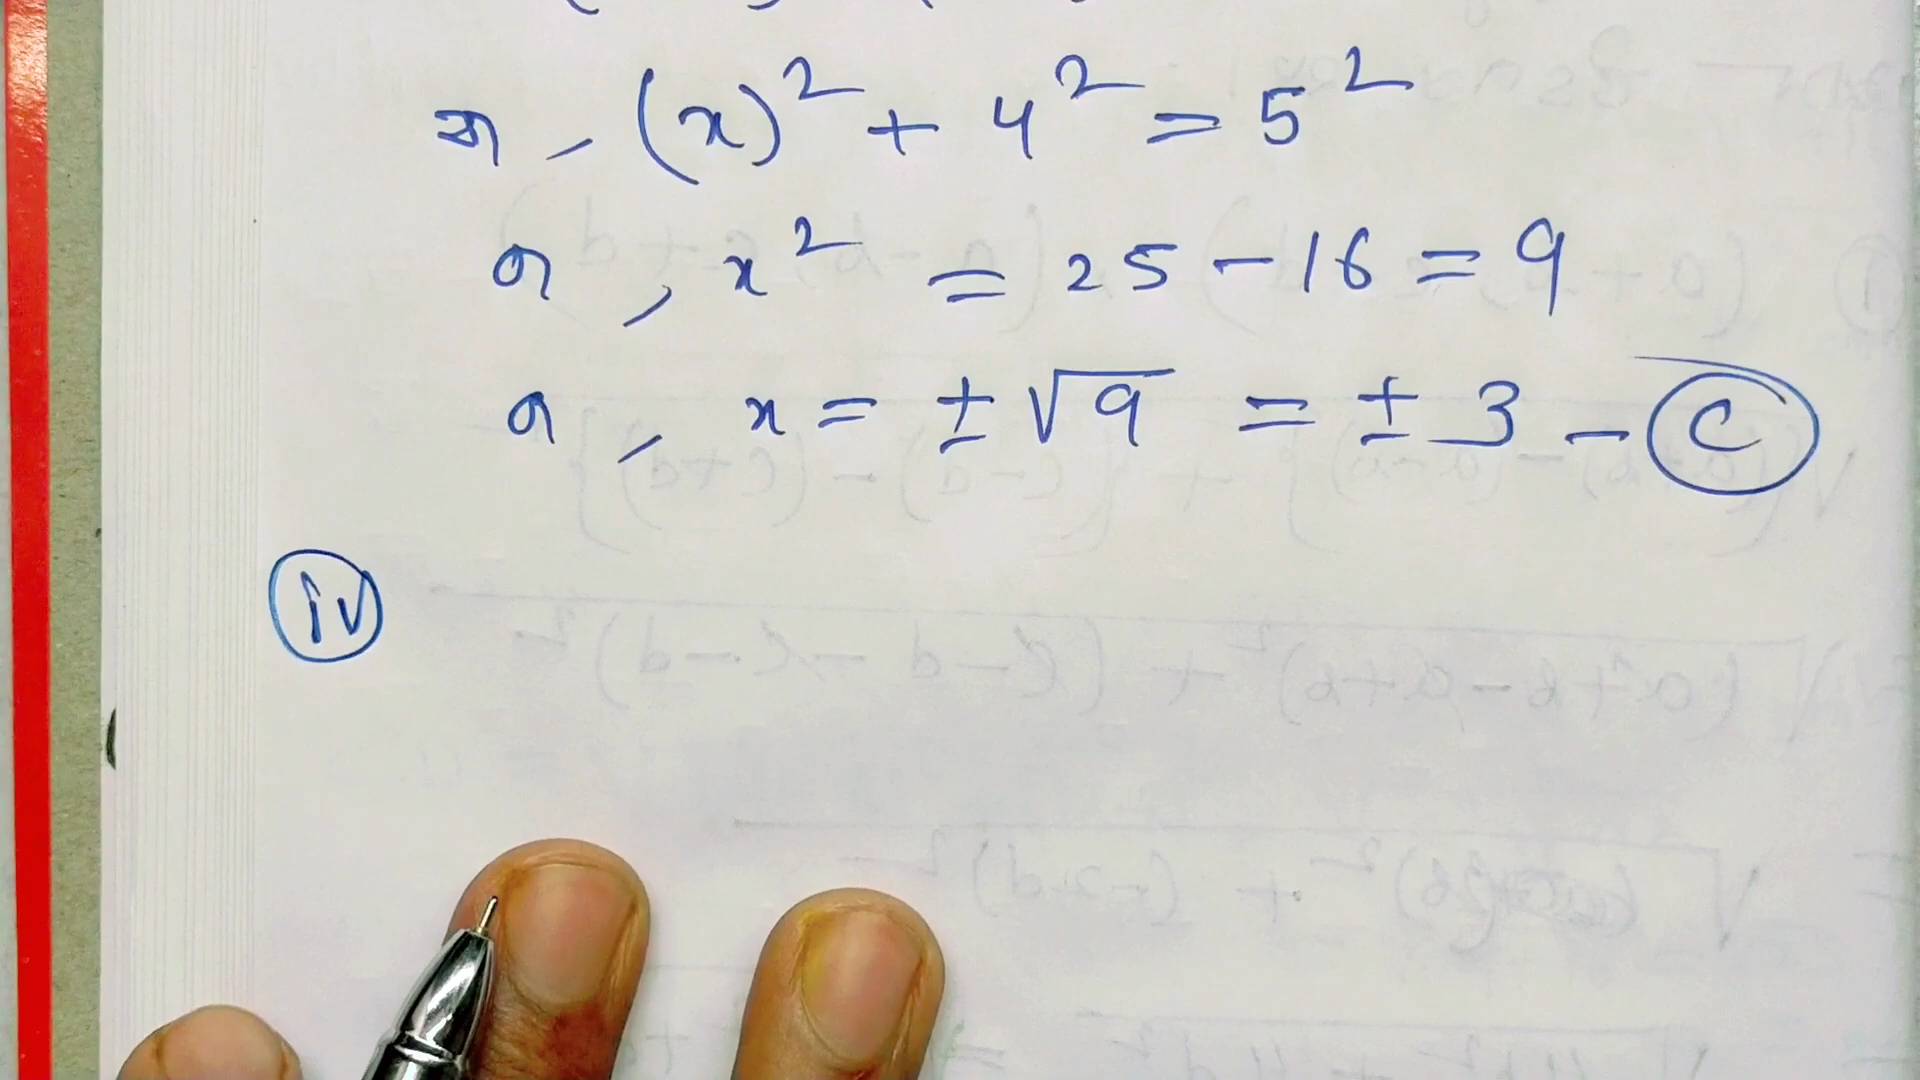 বা, (x)² + 4² = 5²
বা, x² = 25 - 16 = 9
বা, x = ± √9 = ± 3 - C
iv